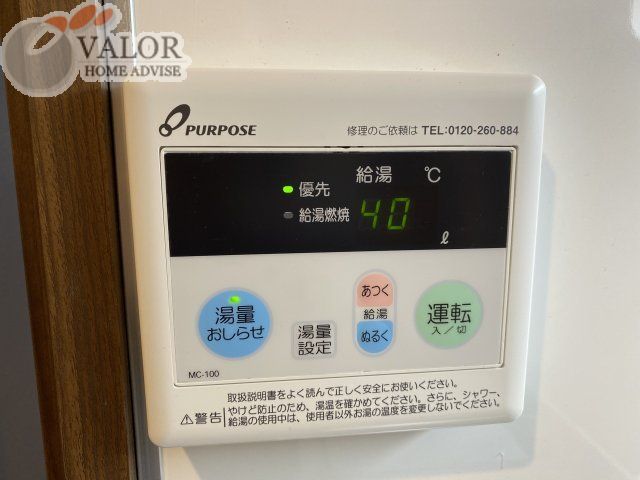 VALOR
HOME ADVISE
PURPOSE
修理のご依頼は TEL:0120-260-884
給湯 ℃
優先
給湯燃焼
40
ℓ
湯量
おしらせ
湯量
設定
あつく
給湯
ぬるく
運転
入/切
MC-100
取扱説明書をよく読んで正しく安全にお使いください。
⚠警告
やけど防止のため、湯温を確かめてください。さらに、シャワー、
給湯の使用中は、使用者以外お湯の温度を変更しないでください。